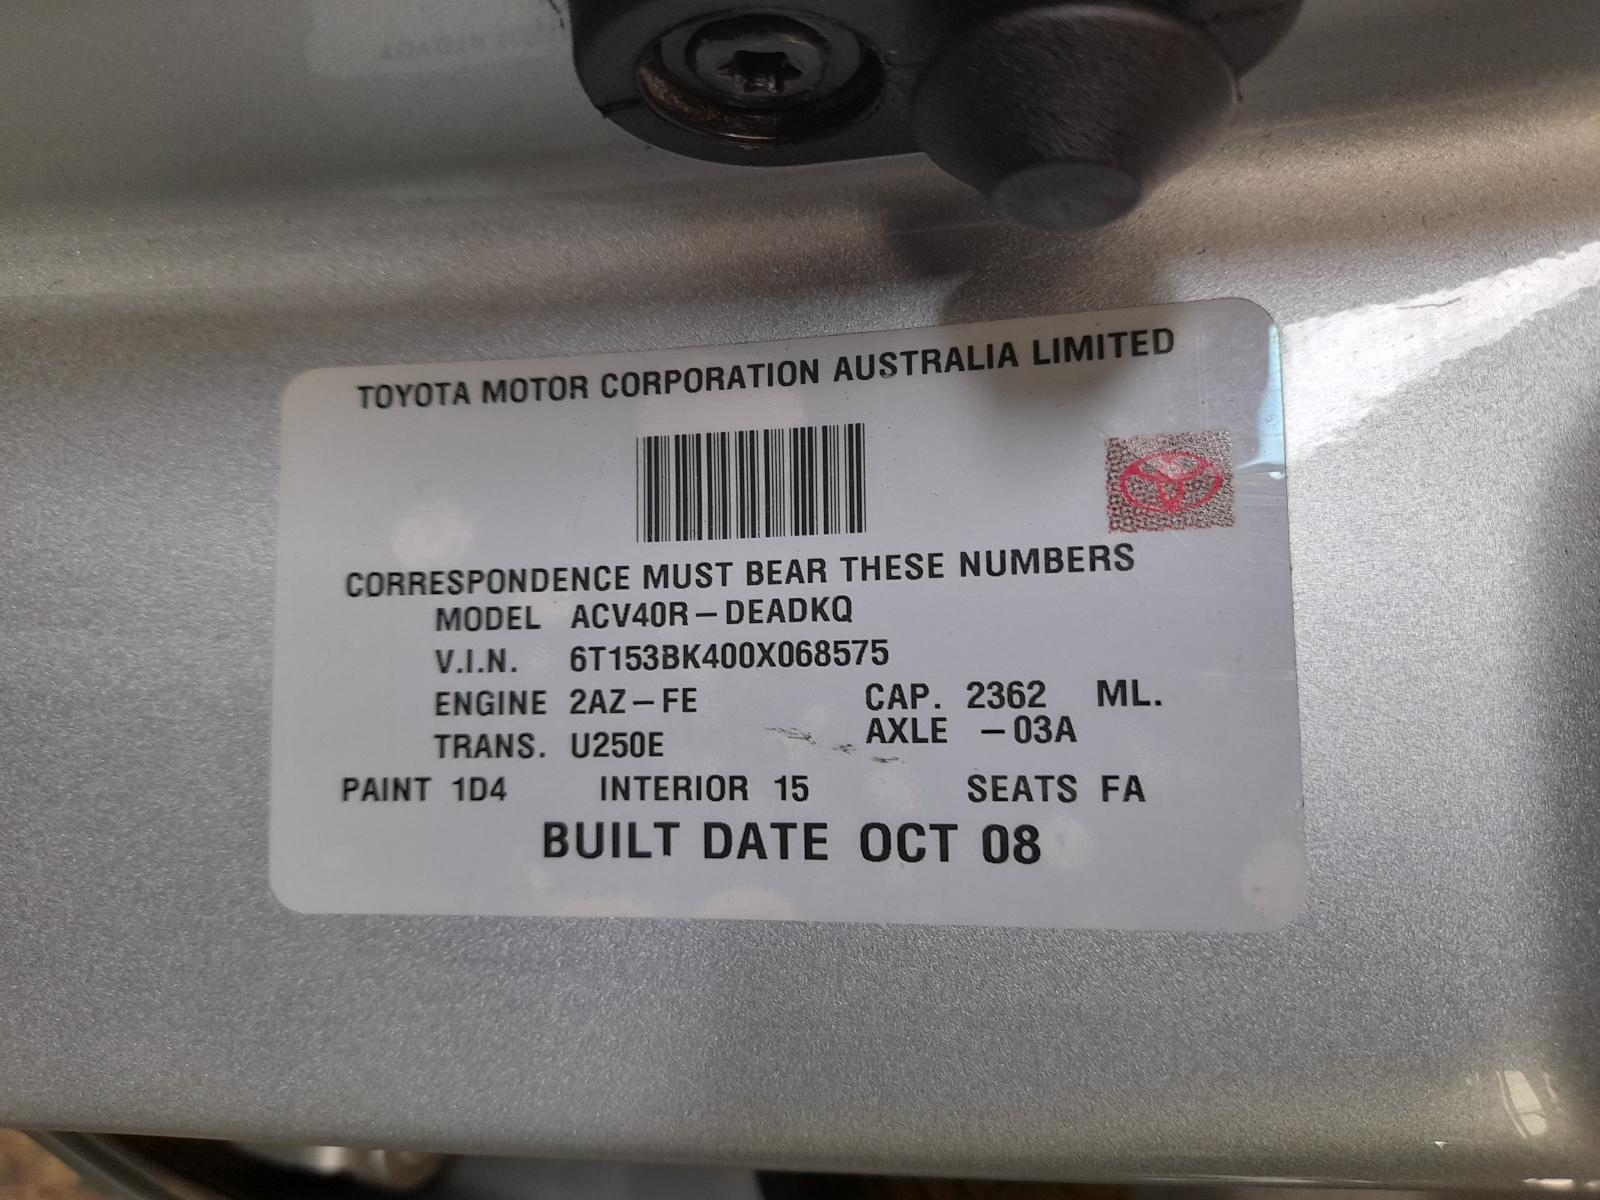 TOYOTA MOTOR CORPORATION AUSTRALIA LIMITED
CORRESPONDENCE MUST BEAR THESE NUMBERS
MODEL ACV40R–DEADKQ
V.I.N. 6T153BK400X068575
ENGINE 2AZ–FE CAP. 2362 ML.
TRANS. U250E AXLE –03A
PAINT 1D4 INTERIOR 15 SEATS FA
BUILT DATE OCT 08